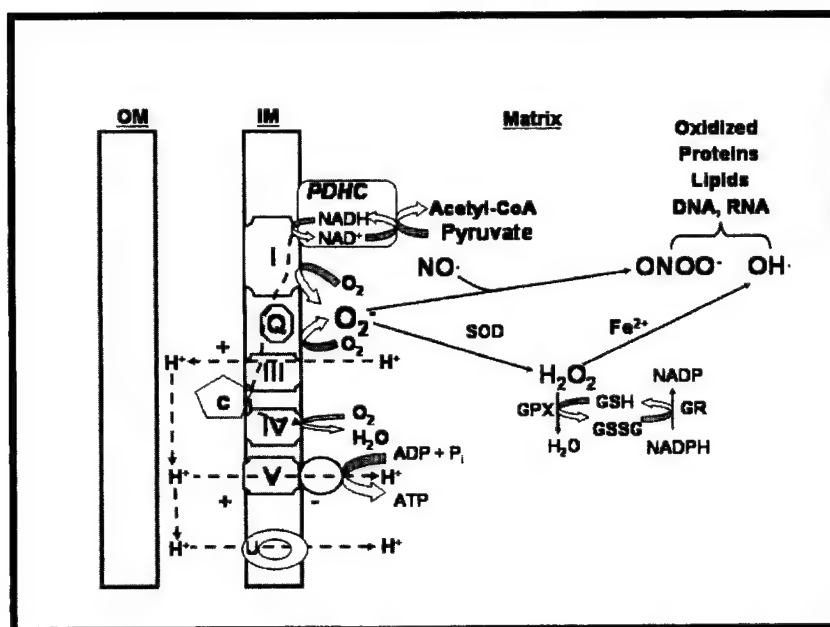 OM
IM
Matrix
Oxidized
Proteins
Lipids
DNA, RNA
PDHC
NADH
NAD⁺
Acetyl-CoA
Pyruvate
I
O₂
NO·
ONOO⁻
OH·
Q
O₂·⁻
O₂
SOD
Fe²⁺
+
H⁺
III
H⁺
H₂O₂
NADP
C
GPX
GSH
GR
GSSG
IV
O₂
H₂O
H₂O
NADPH
ADP + Pᵢ
H⁺
V
H⁺
+
-
ATP
H⁺
U
H⁺